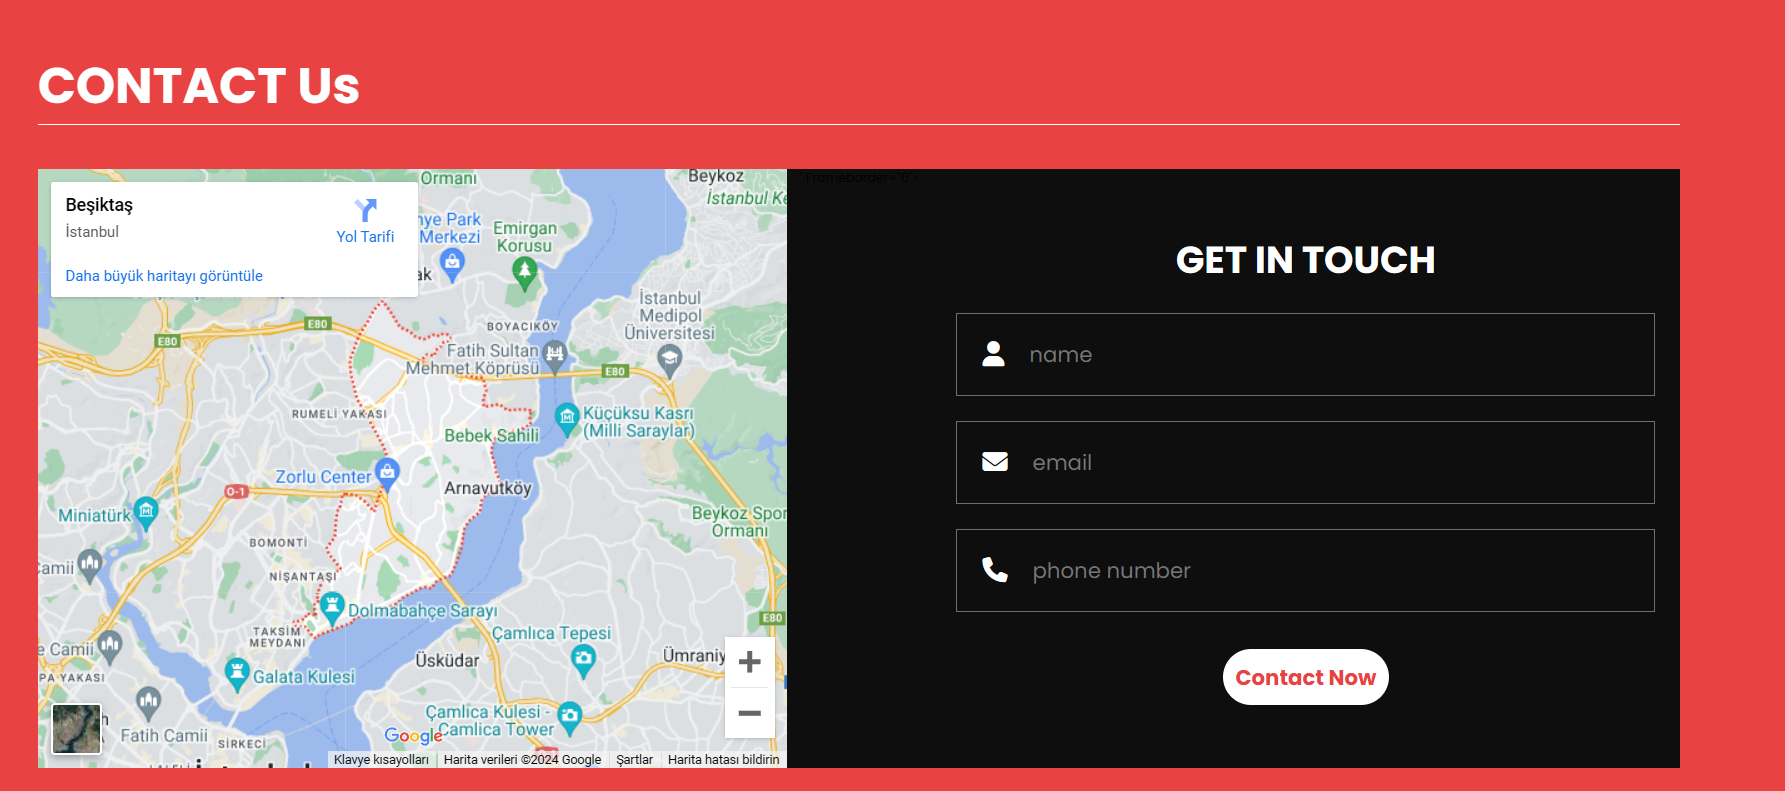 CONTACT Us
Beşiktaş
İstanbul
Yol Tarifi
Daha büyük haritayı görüntüle
Ormanı
Beykoz
İstanbul Ke
nye Park
Merkezi
Emirgan
Korusu
ak
İstanbul
Medipol
Üniversitesi
E80
E80
BOYACIKÖY
Fatih Sultan
Mehmet Köprüsü
E80
RUMELİ YAKASI
Küçüksu Kasrı
(Milli Saraylar)
Bebek Sahili
Zorlu Center
O-1
Arnavutköy
Miniatürk
Beykoz Spor
Ormanı
BOMONTİ
Camii
NİŞANTAŞI
Dolmabahçe Sarayı
E80
TAKSİM
MEYDANI
Çamlıca Tepesi
e Camii
Üsküdar
Ümraniy
PA YAKASI
Galata Kulesi
h
Çamlıca Kulesi -
Camlıca Tower
Fatih Camii
SİRKECİ
Google
Klavye kısayolları
Harita verileri ©2024 Google
Şartlar
Harita hatası bildirin
"Frameborder="0"
GET IN TOUCH
name
email
phone number
Contact Now